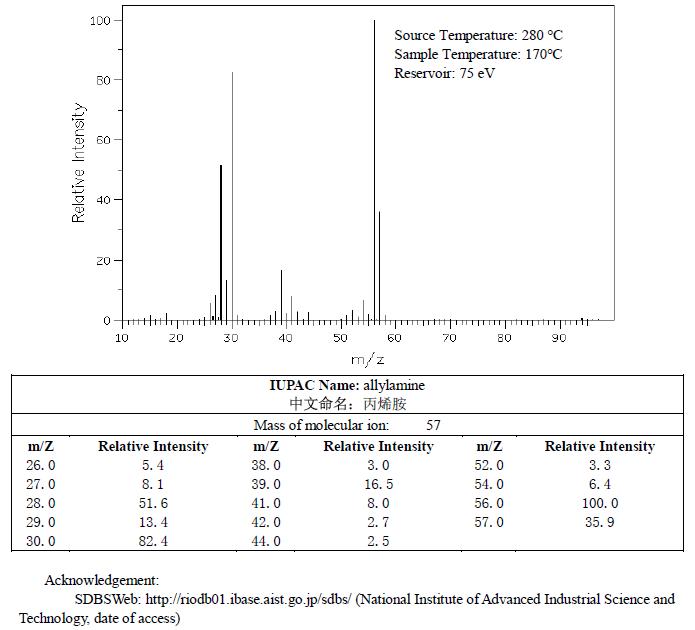 100
80
60
40
20
0
Relative Intensity
10 20 30 40 50 60 70 80 90
m/z
Source Temperature: 280 °C
Sample Temperature: 170°C
Reservoir: 75 eV
IUPAC Name: allylamine
中文命名：丙烯胺
Mass of molecular ion: 57
m/Z Relative Intensity m/Z Relative Intensity m/Z Relative Intensity
26.0 5.4 38.0 3.0 52.0 3.3
27.0 8.1 39.0 16.5 54.0 6.4
28.0 51.6 41.0 8.0 56.0 100.0
29.0 13.4 42.0 2.7 57.0 35.9
30.0 82.4 44.0 2.5
Acknowledgement:
SDBSWeb: http://riodb01.ibase.aist.go.jp/sdbs/ (National Institute of Advanced Industrial Science and
Technology, date of access)